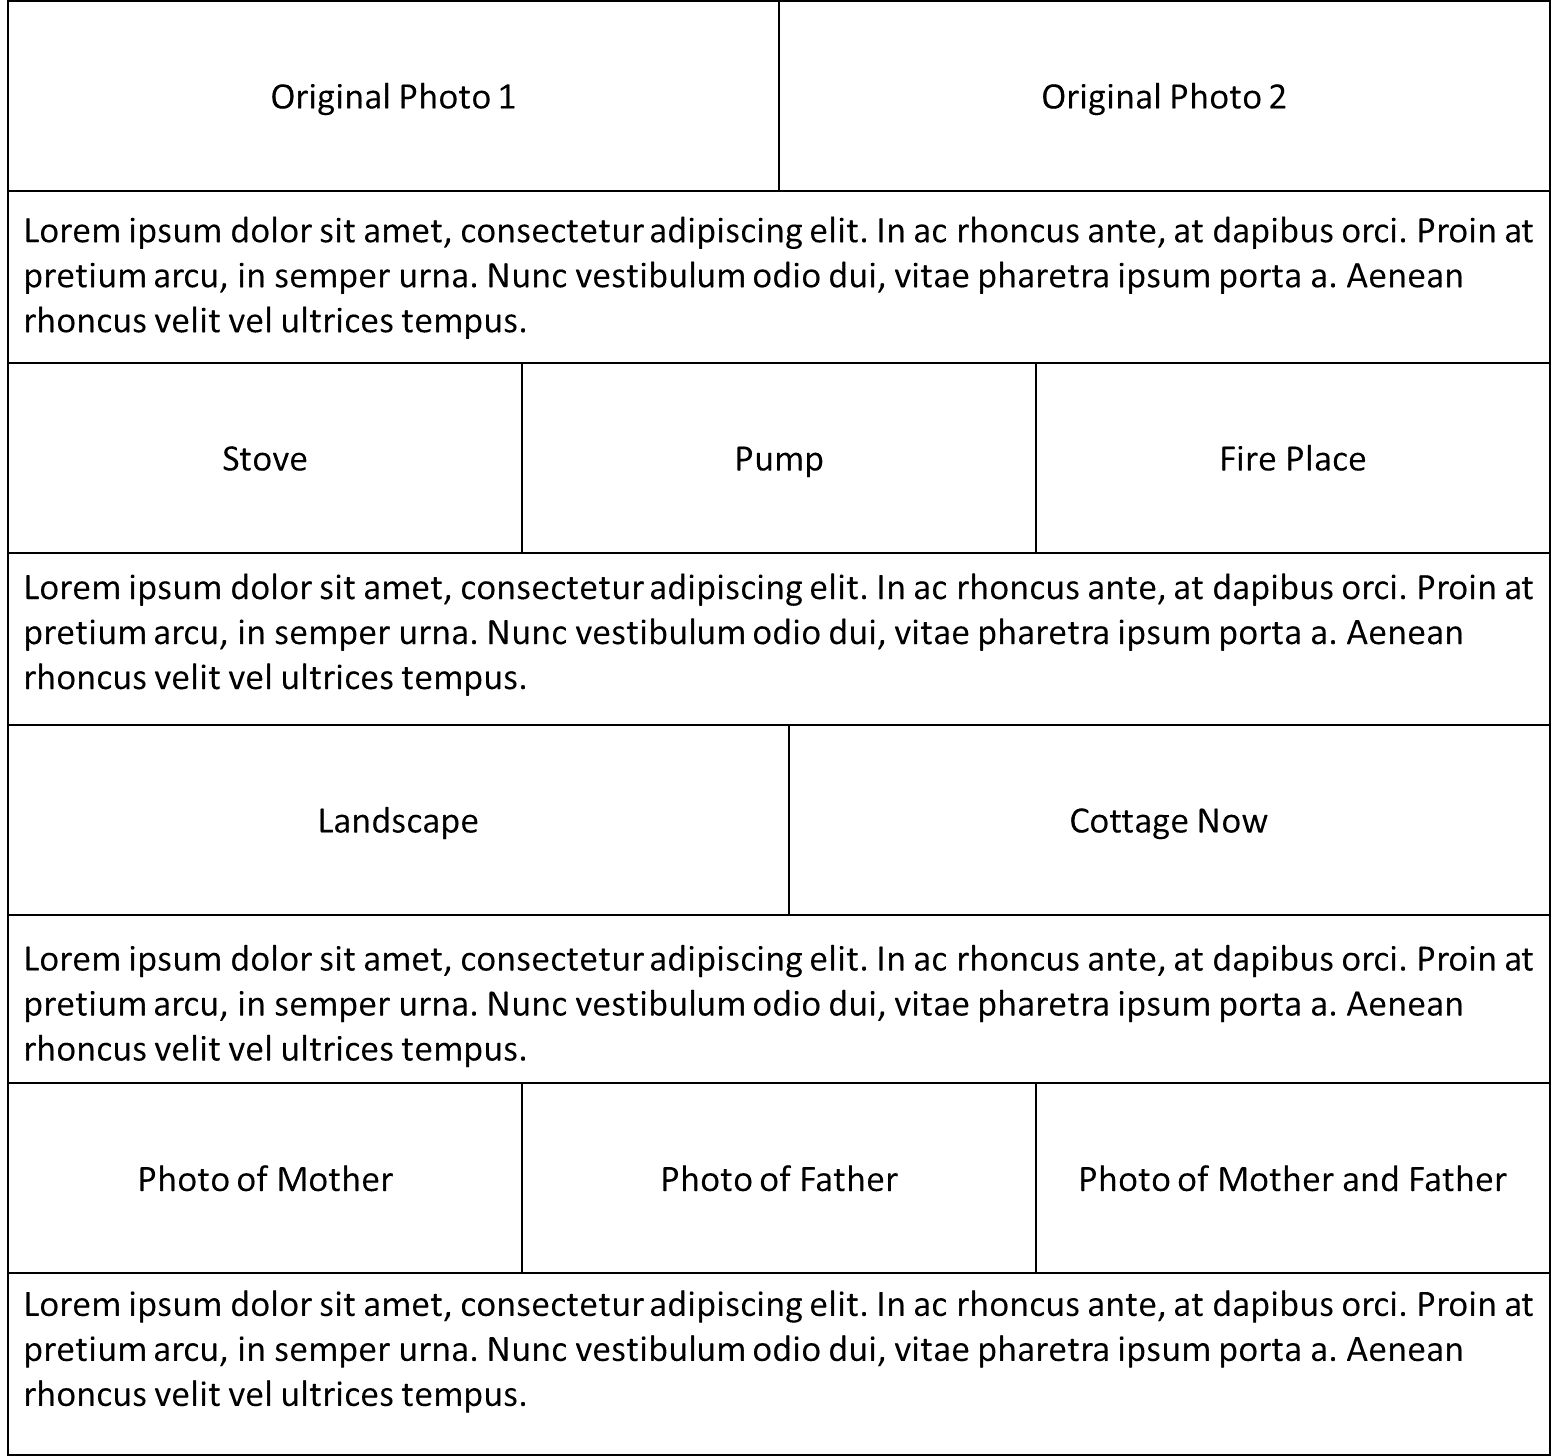 Original Photo 1
Original Photo 2
Lorem ipsum dolor sit amet, consectetur adipiscing elit. In ac rhoncus ante, at dapibus orci. Proin at
pretium arcu, in semper urna. Nunc vestibulum odio dui, vitae pharetra ipsum porta a. Aenean
rhoncus velit vel ultrices tempus.
Stove
Pump
Fire Place
Lorem ipsum dolor sit amet, consectetur adipiscing elit. In ac rhoncus ante, at dapibus orci. Proin at
pretium arcu, in semper urna. Nunc vestibulum odio dui, vitae pharetra ipsum porta a. Aenean
rhoncus velit vel ultrices tempus.
Landscape
Cottage Now
Lorem ipsum dolor sit amet, consectetur adipiscing elit. In ac rhoncus ante, at dapibus orci. Proin at
pretium arcu, in semper urna. Nunc vestibulum odio dui, vitae pharetra ipsum porta a. Aenean
rhoncus velit vel ultrices tempus.
Photo of Mother
Photo of Father
Photo of Mother and Father
Lorem ipsum dolor sit amet, consectetur adipiscing elit. In ac rhoncus ante, at dapibus orci. Proin at
pretium arcu, in semper urna. Nunc vestibulum odio dui, vitae pharetra ipsum porta a. Aenean
rhoncus velit vel ultrices tempus.